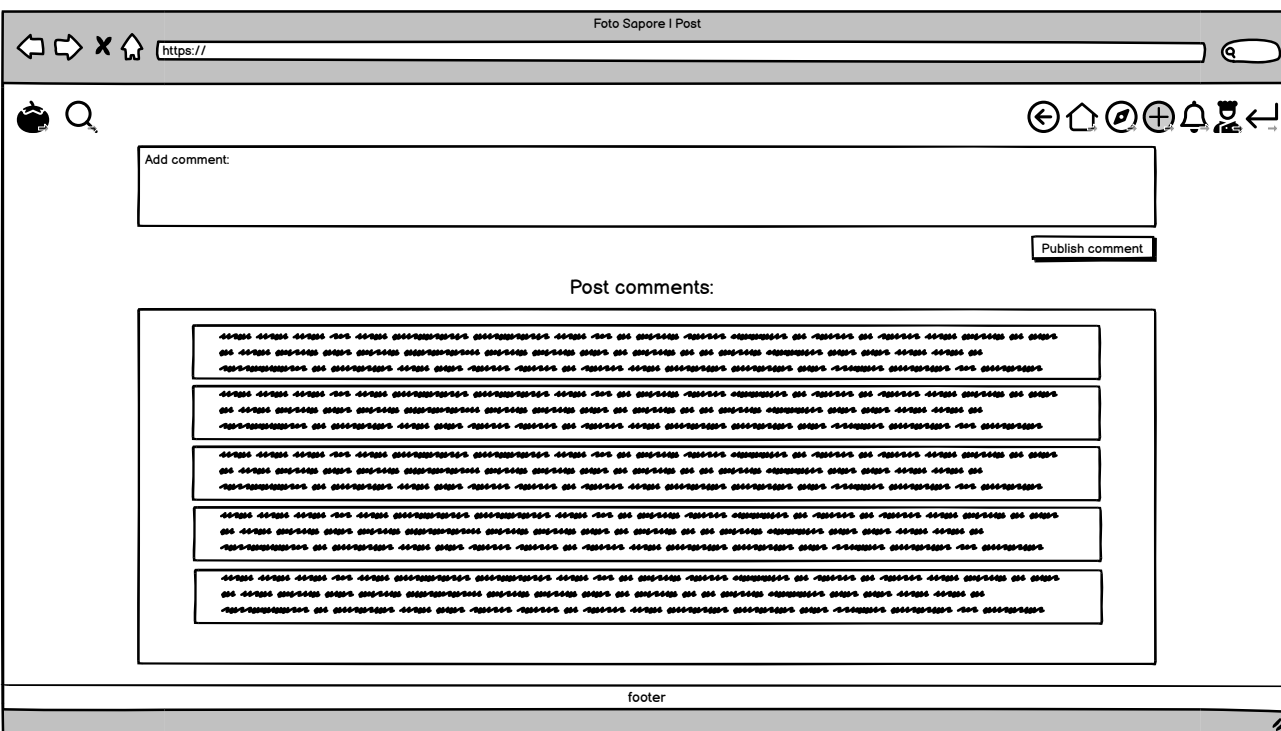 Foto Sapore | Post
https://
Add comment:
Publish comment
Post comments:
footer